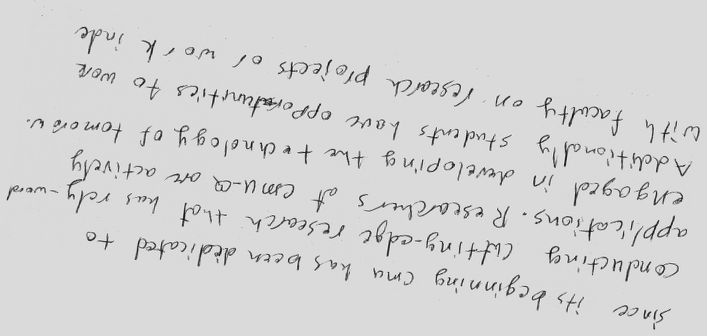 since its beginning cmu has been dedicated to
conducting cutting-edge research that has rely-word
applications. Researchers at cmu-Q are actively
engaged in developing the technology of tomorow.
Additionally students have opportunities to work
with faculty on research projects or work inde